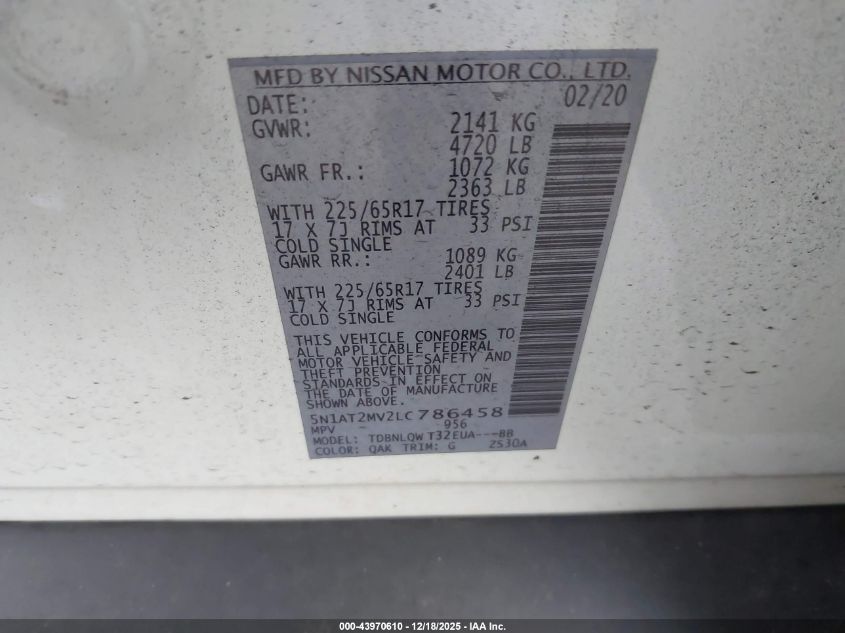 MFD BY NISSAN MOTOR CO., LTD.
DATE: 02/20
GVWR: 2141 KG
4720 LB
GAWR FR.: 1072 KG
2363 LB
WITH 225/65R17 TIRES
17 X 7J RIMS AT 33 PSI
COLD SINGLE
GAWR RR.: 1089 KG
2401 LB
WITH 225/65R17 TIRES
17 X 7J RIMS AT 33 PSI
COLD SINGLE
THIS VEHICLE CONFORMS TO
ALL APPLICABLE FEDERAL
MOTOR VEHICLE SAFETY AND
THEFT PREVENTION
STANDARDS IN EFFECT ON
THE DATE OF MANUFACTURE
SHOWN ABOVE.
5N1AT2MV2LC786458
MPV 956
MODEL: TDBNLQW T32EUA---BB
COLOR: QAK TRIM: G 2530A
000-43970610 - 12/18/2025 - IAA Inc.